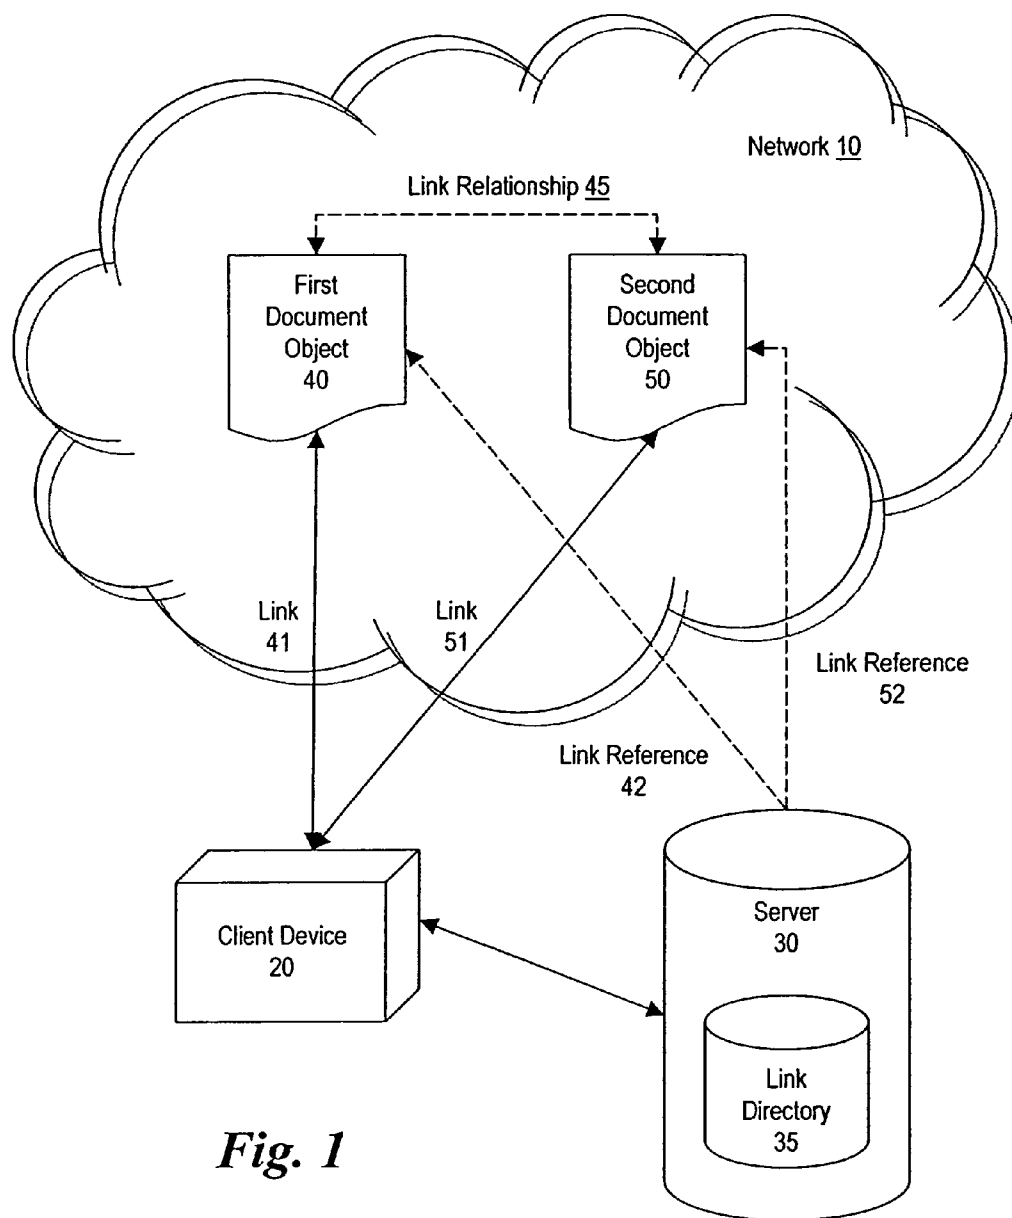 Network 10
Link Relationship 45
First
Document
Object
40
Second
Document
Object
50
Link
41
Link
51
Link Reference
52
Link Reference
42
Client Device
20
Server
30
Link
Directory
35
Fig. 1